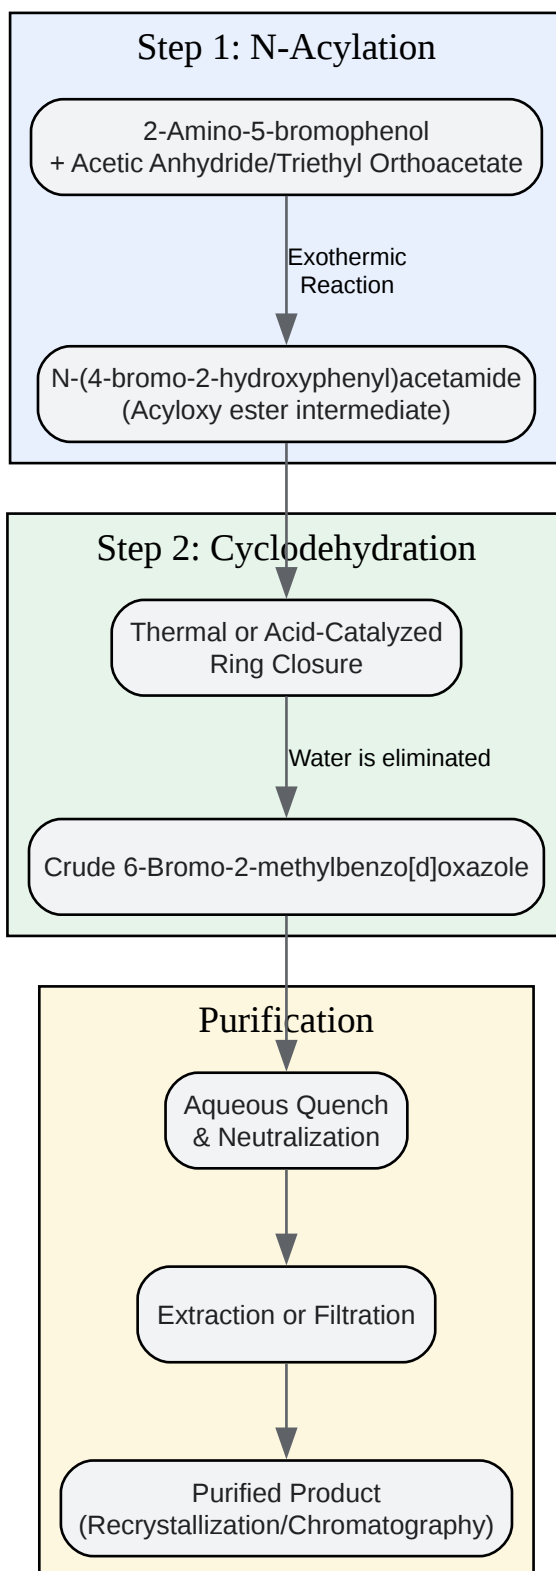 Step 1: N-Acylation
2-Amino-5-bromophenol
+ Acetic Anhydride/Triethyl Orthoacetate
Exothermic
Reaction
N-(4-bromo-2-hydroxyphenyl)acetamide
(Acyloxy ester intermediate)
Step 2: Cyclodehydration
Thermal or Acid-Catalyzed
Ring Closure
Water is eliminated
Crude 6-Bromo-2-methylbenzo[d]oxazole
Purification
Aqueous Quench
& Neutralization
Extraction or Filtration
Purified Product
(Recrystallization/Chromatography)